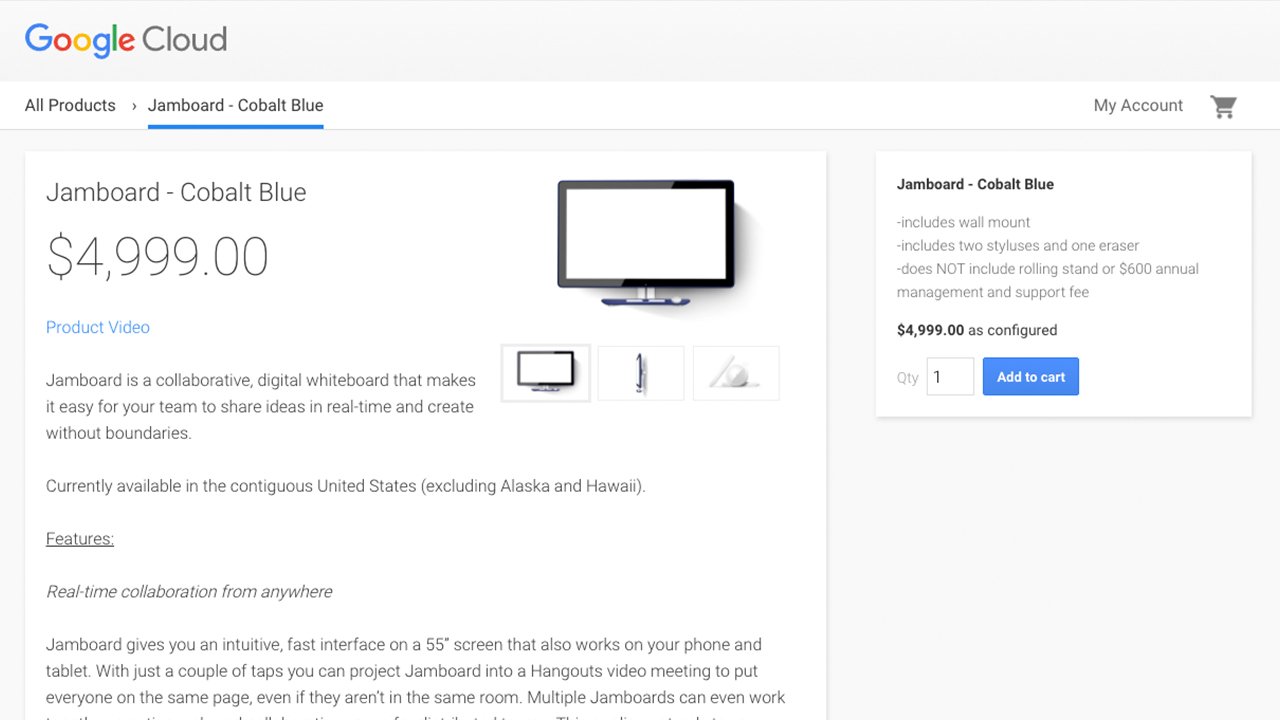 Google Cloud
All Products › Jamboard - Cobalt Blue
My Account
Jamboard - Cobalt Blue
$4,999.00
Product Video
Jamboard is a collaborative, digital whiteboard that makes
it easy for your team to share ideas in real-time and create
without boundaries.
Currently available in the contiguous United States (excluding Alaska and Hawaii).
Features:
Real-time collaboration from anywhere
Jamboard gives you an intuitive, fast interface on a 55” screen that also works on your phone and
tablet. With just a couple of taps you can project Jamboard into a Hangouts video meeting to put
everyone on the same page, even if they aren’t in the same room. Multiple Jamboards can even work
Jamboard - Cobalt Blue
-includes wall mount
-includes two styluses and one eraser
-does NOT include rolling stand or $600 annual
management and support fee
$4,999.00 as configured
Qty 1 Add to cart